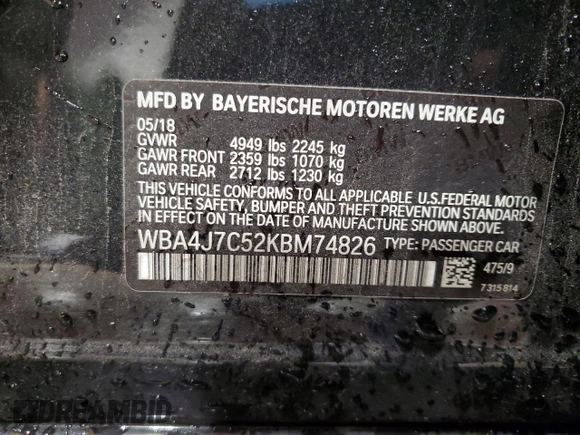 MFD BY BAYERISCHE MOTOREN WERKE AG
05/18
GVWR 4949 lbs 2245 kg
GAWR FRONT 2359 lbs 1070 kg
GAWR REAR 2712 lbs 1230 kg
THIS VEHICLE CONFORMS TO ALL APPLICABLE U.S.FEDERAL MOTOR
VEHICLE SAFETY, BUMPER AND THEFT PREVENTION STANDARDS
IN EFFECT ON THE DATE OF MANUFACTURE SHOWN ABOVE.
WBA4J7C52KBM74826 TYPE: PASSENGER CAR
475/9
7 315 814
DREAMBID